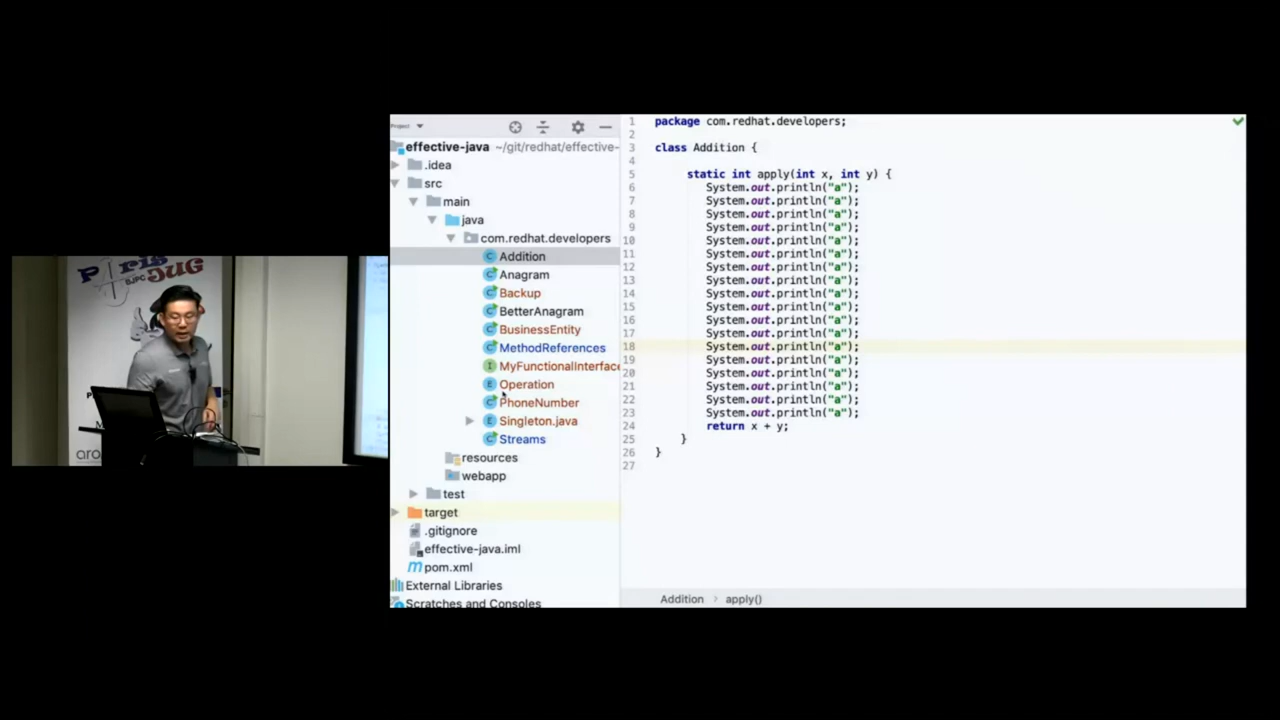 Paris
JUG
BJPC
aro
Project
effective-java ~/git/redhat/effective-
.idea
src
main
java
com.redhat.developers
Addition
Anagram
Backup
BetterAnagram
BusinessEntity
MethodReferences
MyFunctionalInterface
Operation
PhoneNumber
Singleton.java
Streams
resources
webapp
test
target
.gitignore
effective-java.iml
pom.xml
External Libraries
Scratches and Consoles
1 package com.redhat.developers;
2
3 class Addition {
4
5 static int apply(int x, int y) {
6 System.out.println("a");
7 System.out.println("a");
8 System.out.println("a");
9 System.out.println("a");
10 System.out.println("a");
11 System.out.println("a");
12 System.out.println("a");
13 System.out.println("a");
14 System.out.println("a");
15 System.out.println("a");
16 System.out.println("a");
17 System.out.println("a");
18 System.out.println("a");
19 System.out.println("a");
20 System.out.println("a");
21 System.out.println("a");
22 System.out.println("a");
23 System.out.println("a");
24 return x + y;
25 }
26 }
27
Addition > apply()